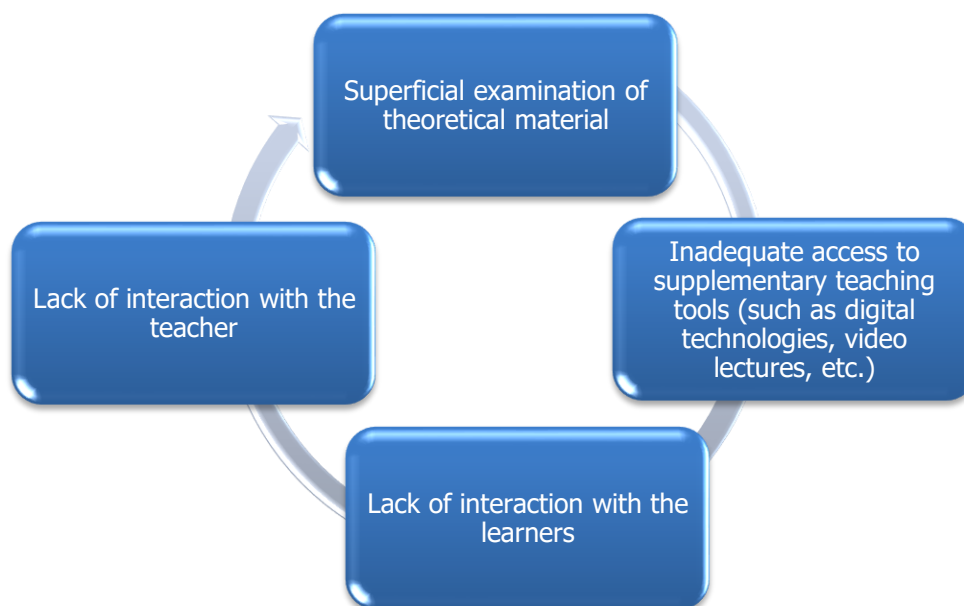 Superficial examination of
theoretical material
Inadequate access to
supplementary teaching
tools (such as digital
technologies, video
lectures, etc.)
Lack of interaction with the
learners
Lack of interaction with the
teacher